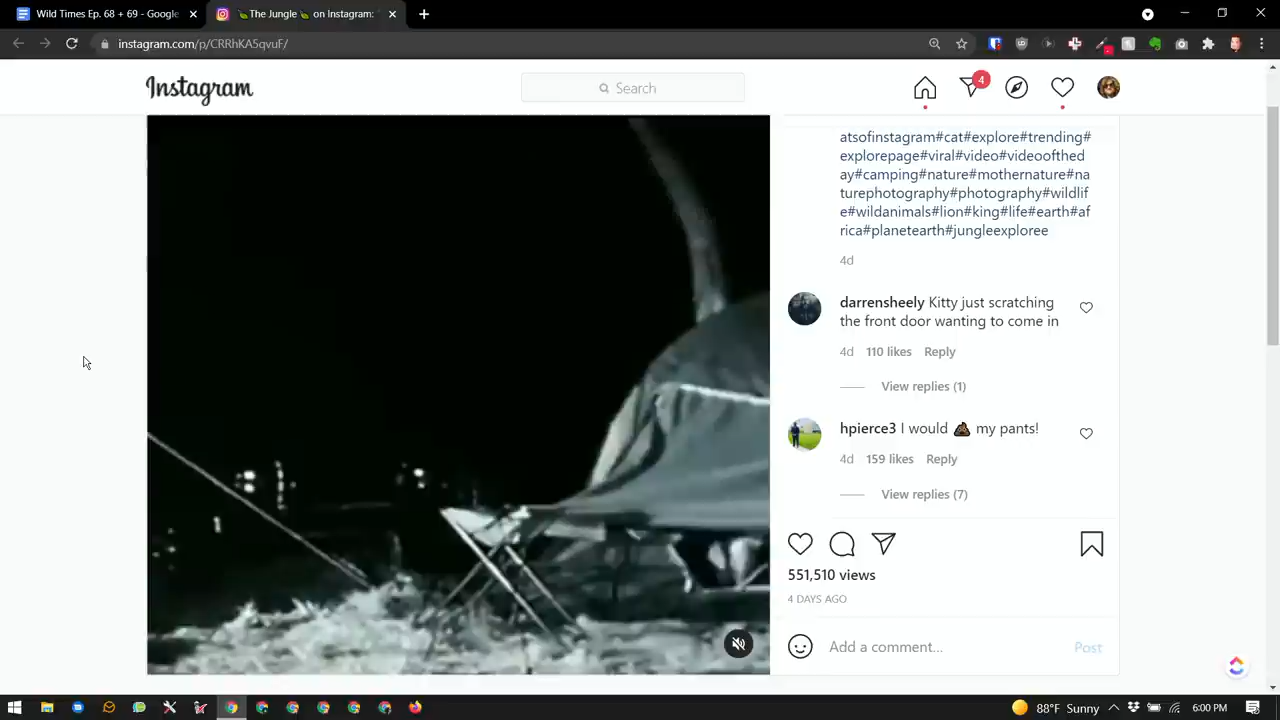 Wild Times Ep. 68 + 69 - Google
🍃The Jungle🍃 on Instagram:
instagram.com/p/CRRhKA5qvuF/
Instagram
Search
4
atsofinstagram#cat#explore#trending#
explorepage#viral#video#videoofthed
ay#camping#nature#mothernature#na
turephotography#photography#wildlif
e#wildanimals#lion#king#life#earth#af
rica#planetearth#jungleexploree
4d
darrensheely Kitty just scratching
the front door wanting to come in
4d 110 likes Reply
View replies (1)
hpierce3 I would 💩 my pants!
4d 159 likes Reply
View replies (7)
551,510 views
4 DAYS AGO
Add a comment... Post
88°F Sunny 6:00 PM